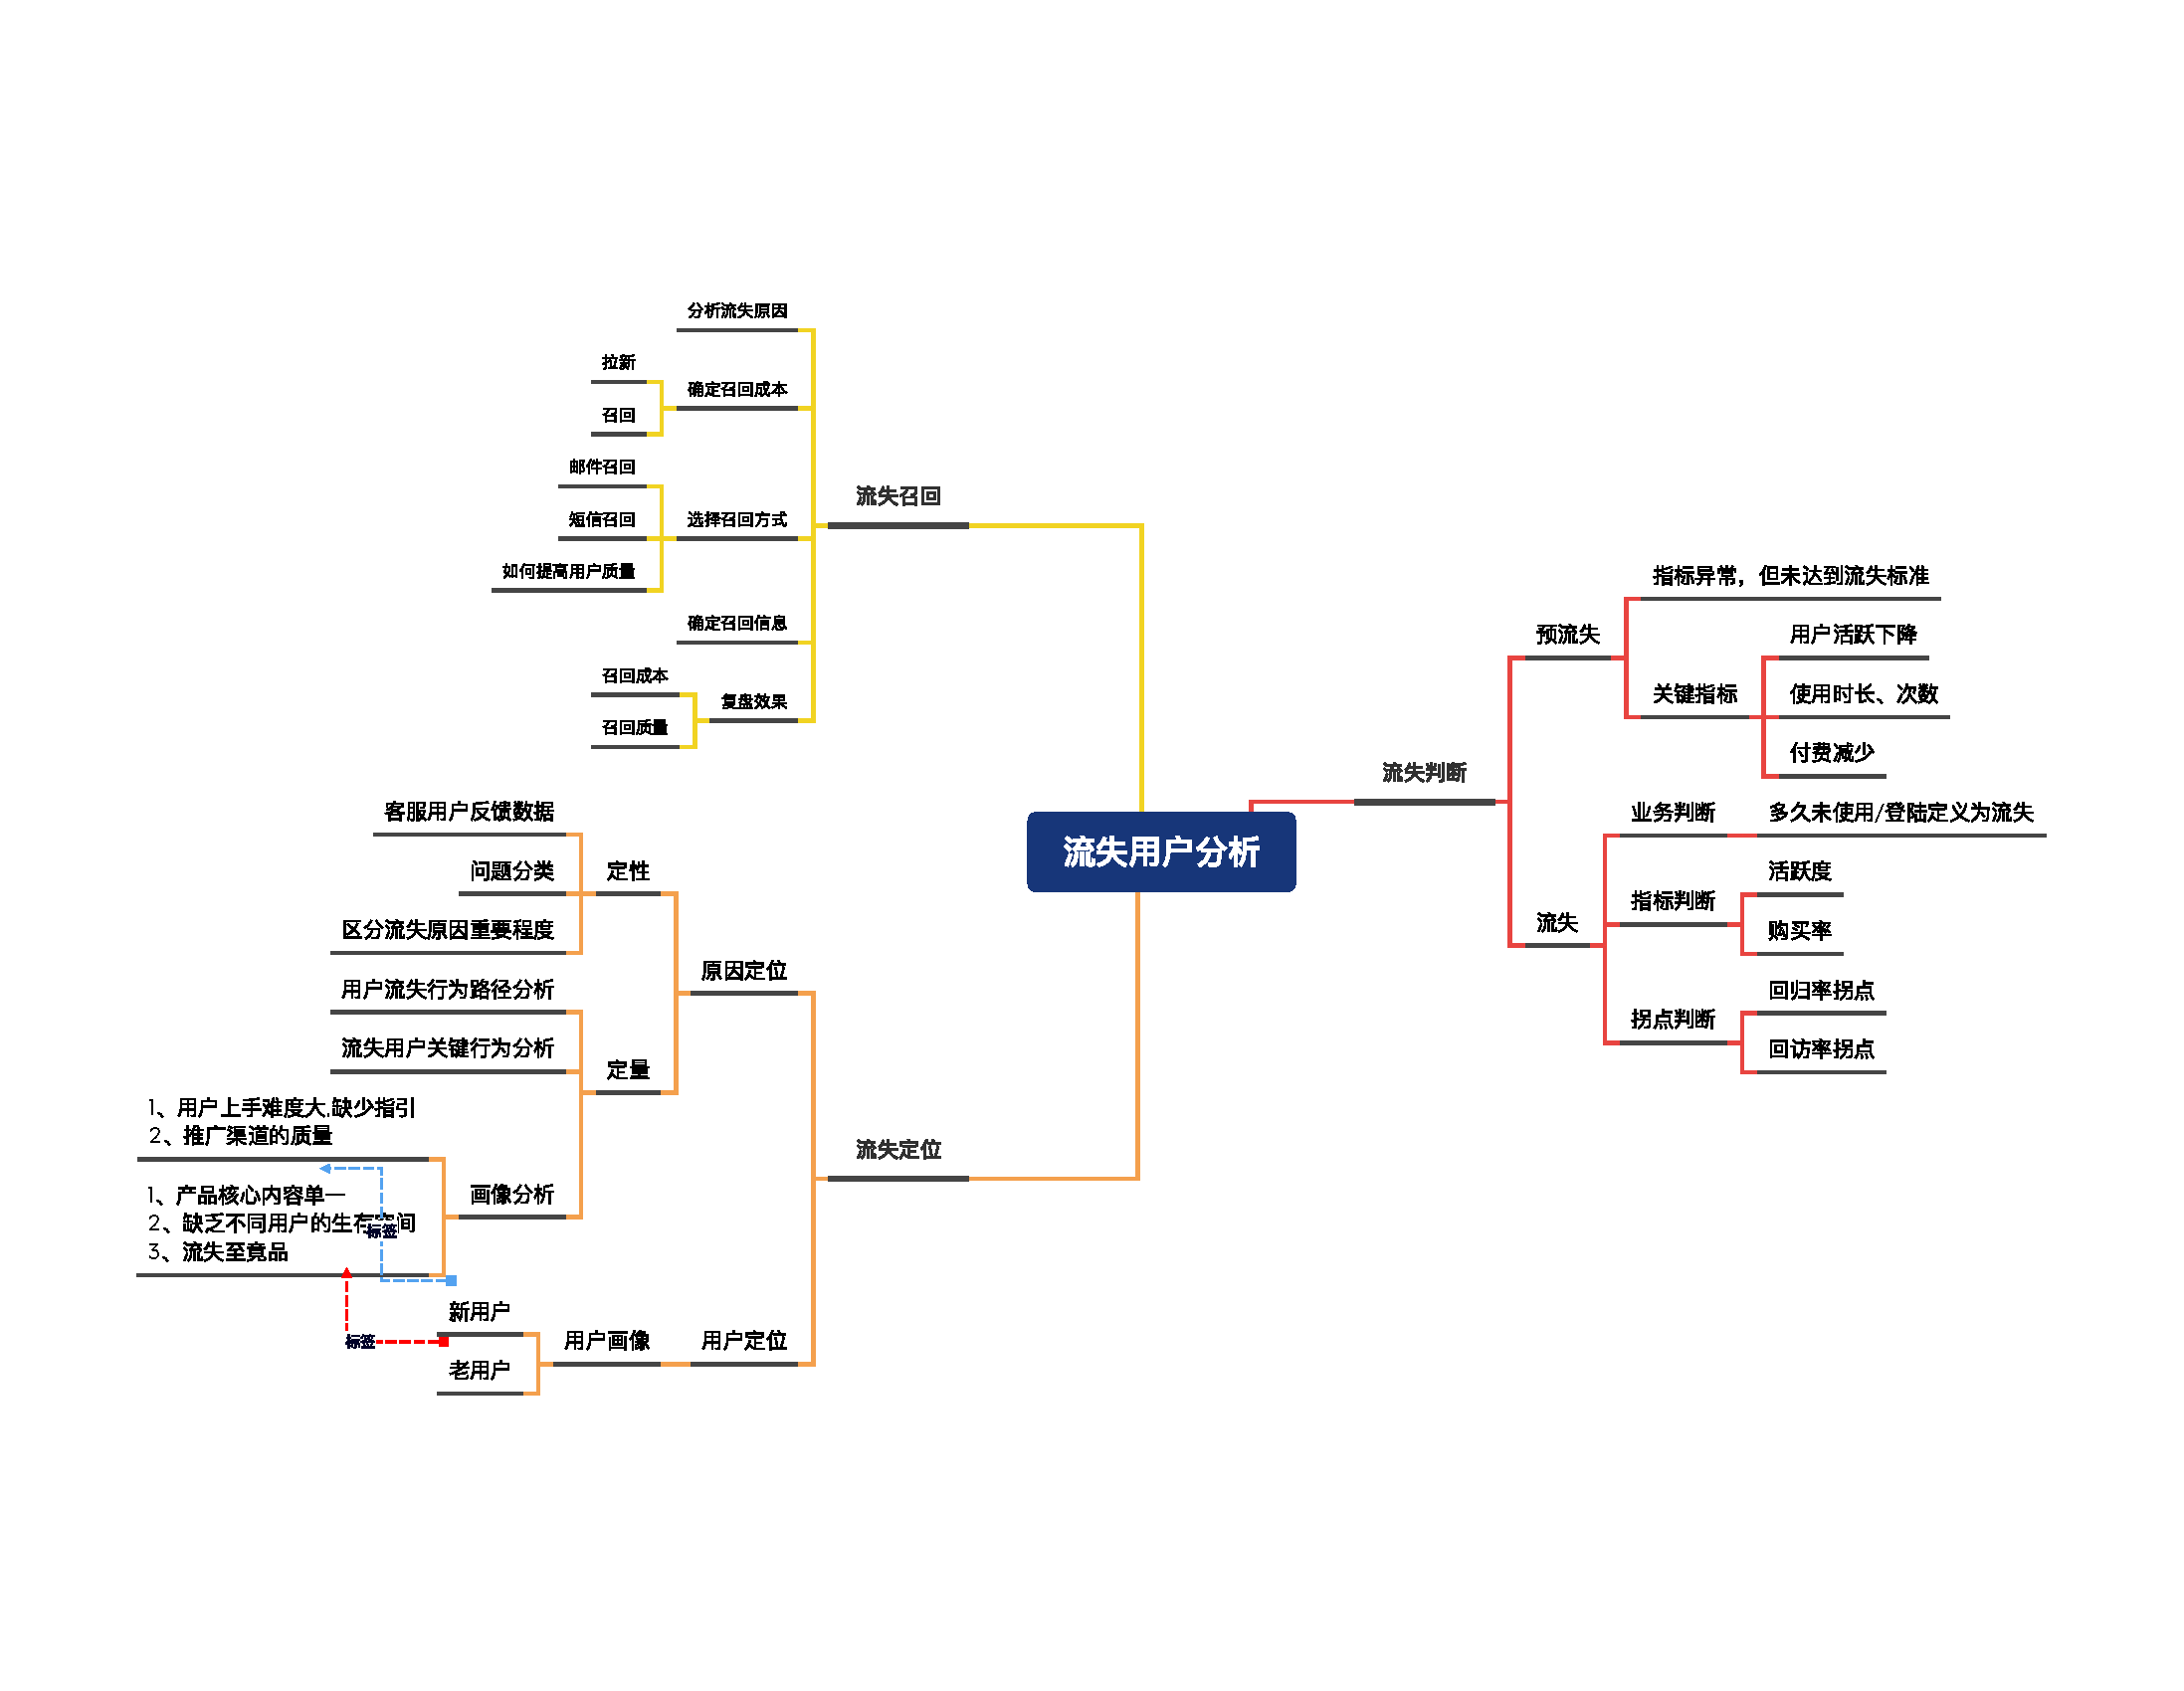 流失用户分析
流失判断
预流失
指标异常，但未达到流失标准
关键指标
用户活跃下降
使用时长、次数
付费减少
流失
业务判断
多久未使用/登陆定义为流失
指标判断
活跃度
购买率
拐点判断
回归率拐点
回访率拐点
流失召回
分析流失原因
确定召回成本
拉新
召回
选择召回方式
邮件召回
短信召回
如何提高用户质量
确定召回信息
复盘效果
召回成本
召回质量
流失定位
原因定位
定性
客服用户反馈数据
问题分类
区分流失原因重要程度
定量
用户流失行为路径分析
流失用户关键行为分析
画像分析
1、用户上手难度大,缺少指引
2、推广渠道的质量
1、产品核心内容单一
2、缺乏不同用户的生存空间
3、流失至竟品
标签
标签
用户定位
用户画像
新用户
老用户